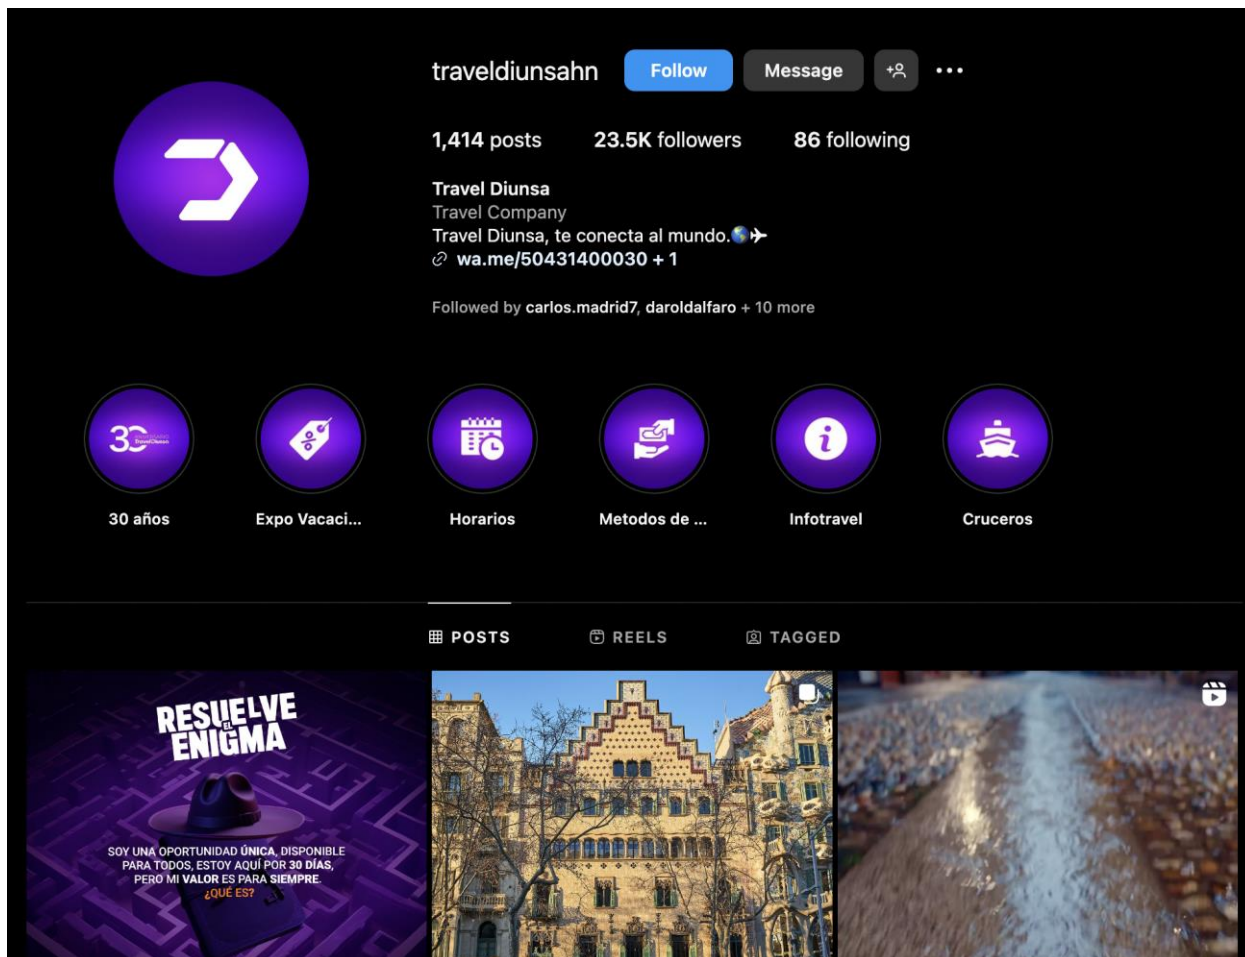 traveldiunsahn Follow Message
1,414 posts 23.5K followers 86 following
Travel Diunsa
Travel Company
Travel Diunsa, te conecta al mundo.🌎✈
wa.me/50431400030 + 1
Followed by carlos.madrid7, daroldalfaro + 10 more
30
30 años Expo Vacaci... Horarios Metodos de ... Infotravel Cruceros
POSTS REELS TAGGED
RESUELVE
EL
ENIGMA
SOY UNA OPORTUNIDAD ÚNICA, DISPONIBLE
PARA TODOS, ESTOY AQUÍ POR 30 DÍAS,
PERO MI VALOR ES PARA SIEMPRE.
¿QUÉ ES?